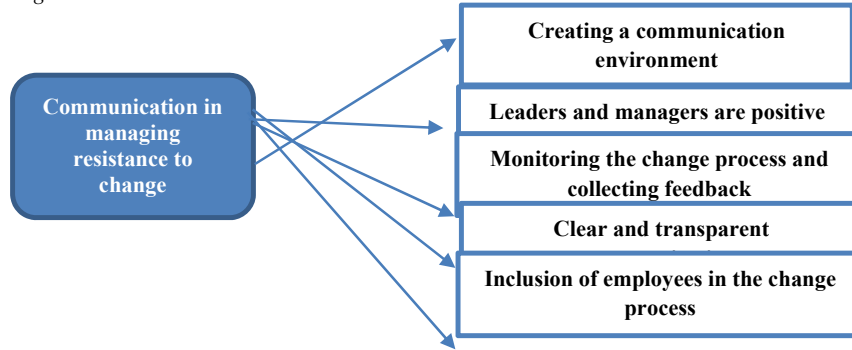 Communication in
managing
resistance to
change
Creating a communication
environment
Leaders and managers are positive
Monitoring the change process and
collecting feedback
Clear and transparent
Inclusion of employees in the change
process